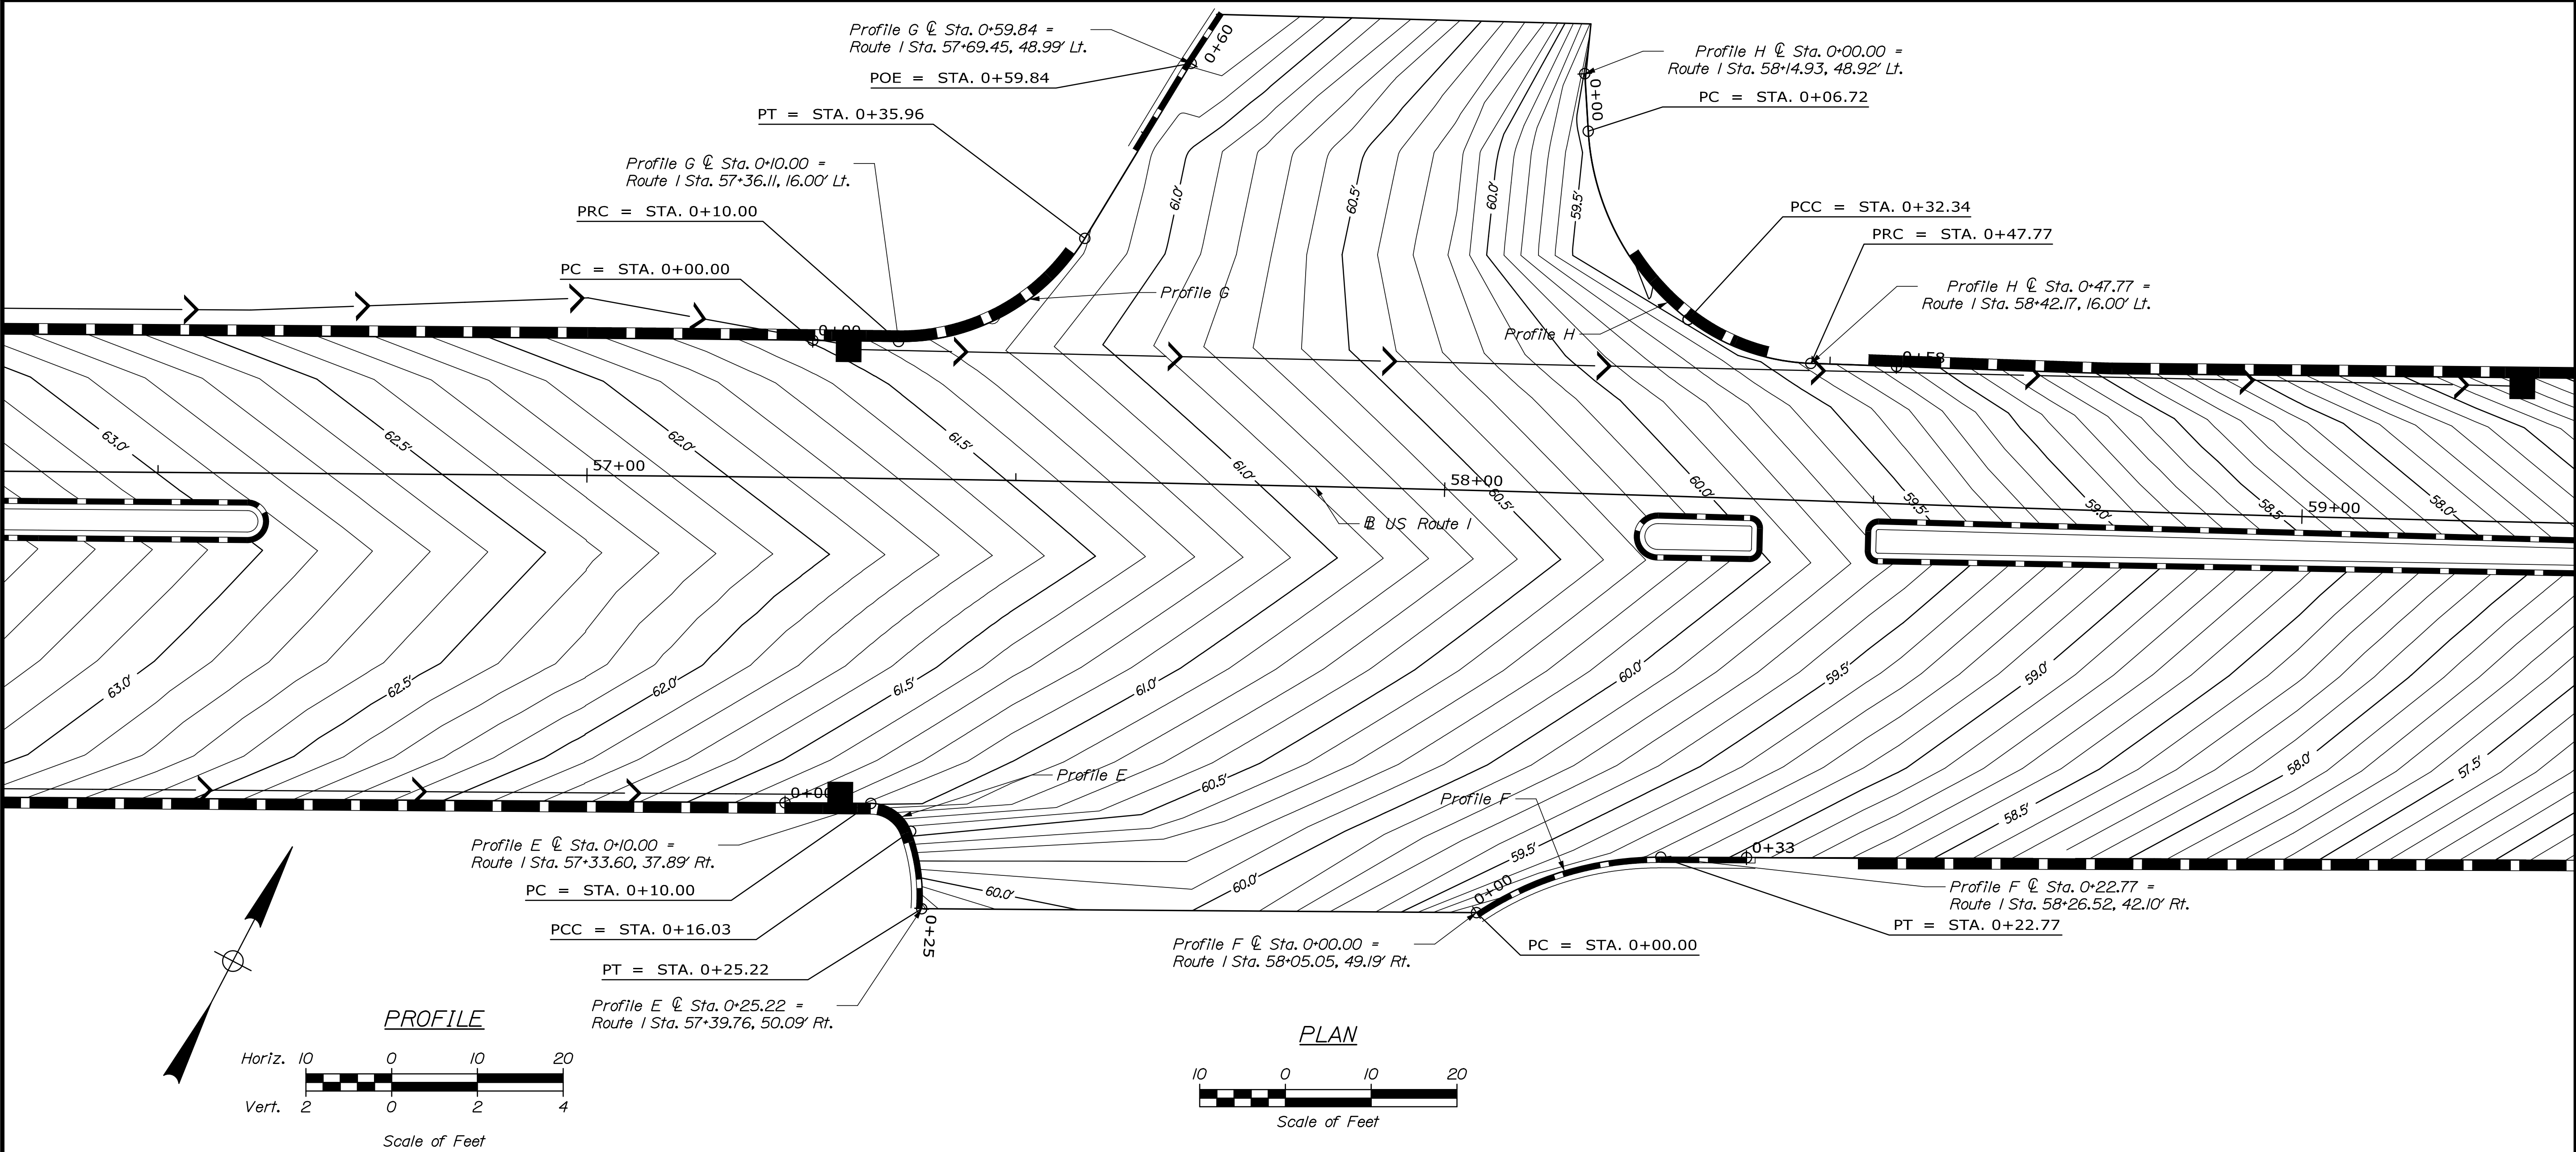 Profile G ℄ Sta. 0+59.84 =
Route 1 Sta. 57+69.45, 48.99' Lt.
POE = STA. 0+59.84
0+60
PT = STA. 0+35.96
Profile G ℄ Sta. 0+10.00 =
Route 1 Sta. 57+36.11, 16.00' Lt.
PRC = STA. 0+10.00
PC = STA. 0+00.00
0+00
Profile G
Profile H ℄ Sta. 0+00.00 =
Route 1 Sta. 58+14.93, 48.92' Lt.
PC = STA. 0+06.72
0+00
PCC = STA. 0+32.34
PRC = STA. 0+47.77
Profile H ℄ Sta. 0+47.77 =
Route 1 Sta. 58+42.17, 16.00' Lt.
Profile H
0+58
61.0'
60.5'
60.0'
59.5'
63.0'
62.5'
62.0'
61.5'
61.0'
60.5'
60.0'
59.5'
59.0'
58.5
58.0'
57+00
58+00
59+00
BL US Route 1
63.0'
62.5'
62.0'
61.5'
61.0'
60.5'
60.0'
60.0'
60.0'
59.5'
59.5'
59.0'
58.5'
58.0'
57.5'
0+00
Profile E
Profile E ℄ Sta. 0+10.00 =
Route 1 Sta. 57+33.60, 37.89' Rt.
PC = STA. 0+10.00
PCC = STA. 0+16.03
PT = STA. 0+25.22
0+25
Profile E ℄ Sta. 0+25.22 =
Route 1 Sta. 57+39.76, 50.09' Rt.
Profile F
0+00
0+33
Profile F ℄ Sta. 0+22.77 =
Route 1 Sta. 58+26.52, 42.10' Rt.
PT = STA. 0+22.77
Profile F ℄ Sta. 0+00.00 =
Route 1 Sta. 58+05.05, 49.19' Rt.
PC = STA. 0+00.00
PROFILE
Horiz. 10 0 10 20
Vert. 2 0 2 4
Scale of Feet
PLAN
10 0 10 20
Scale of Feet